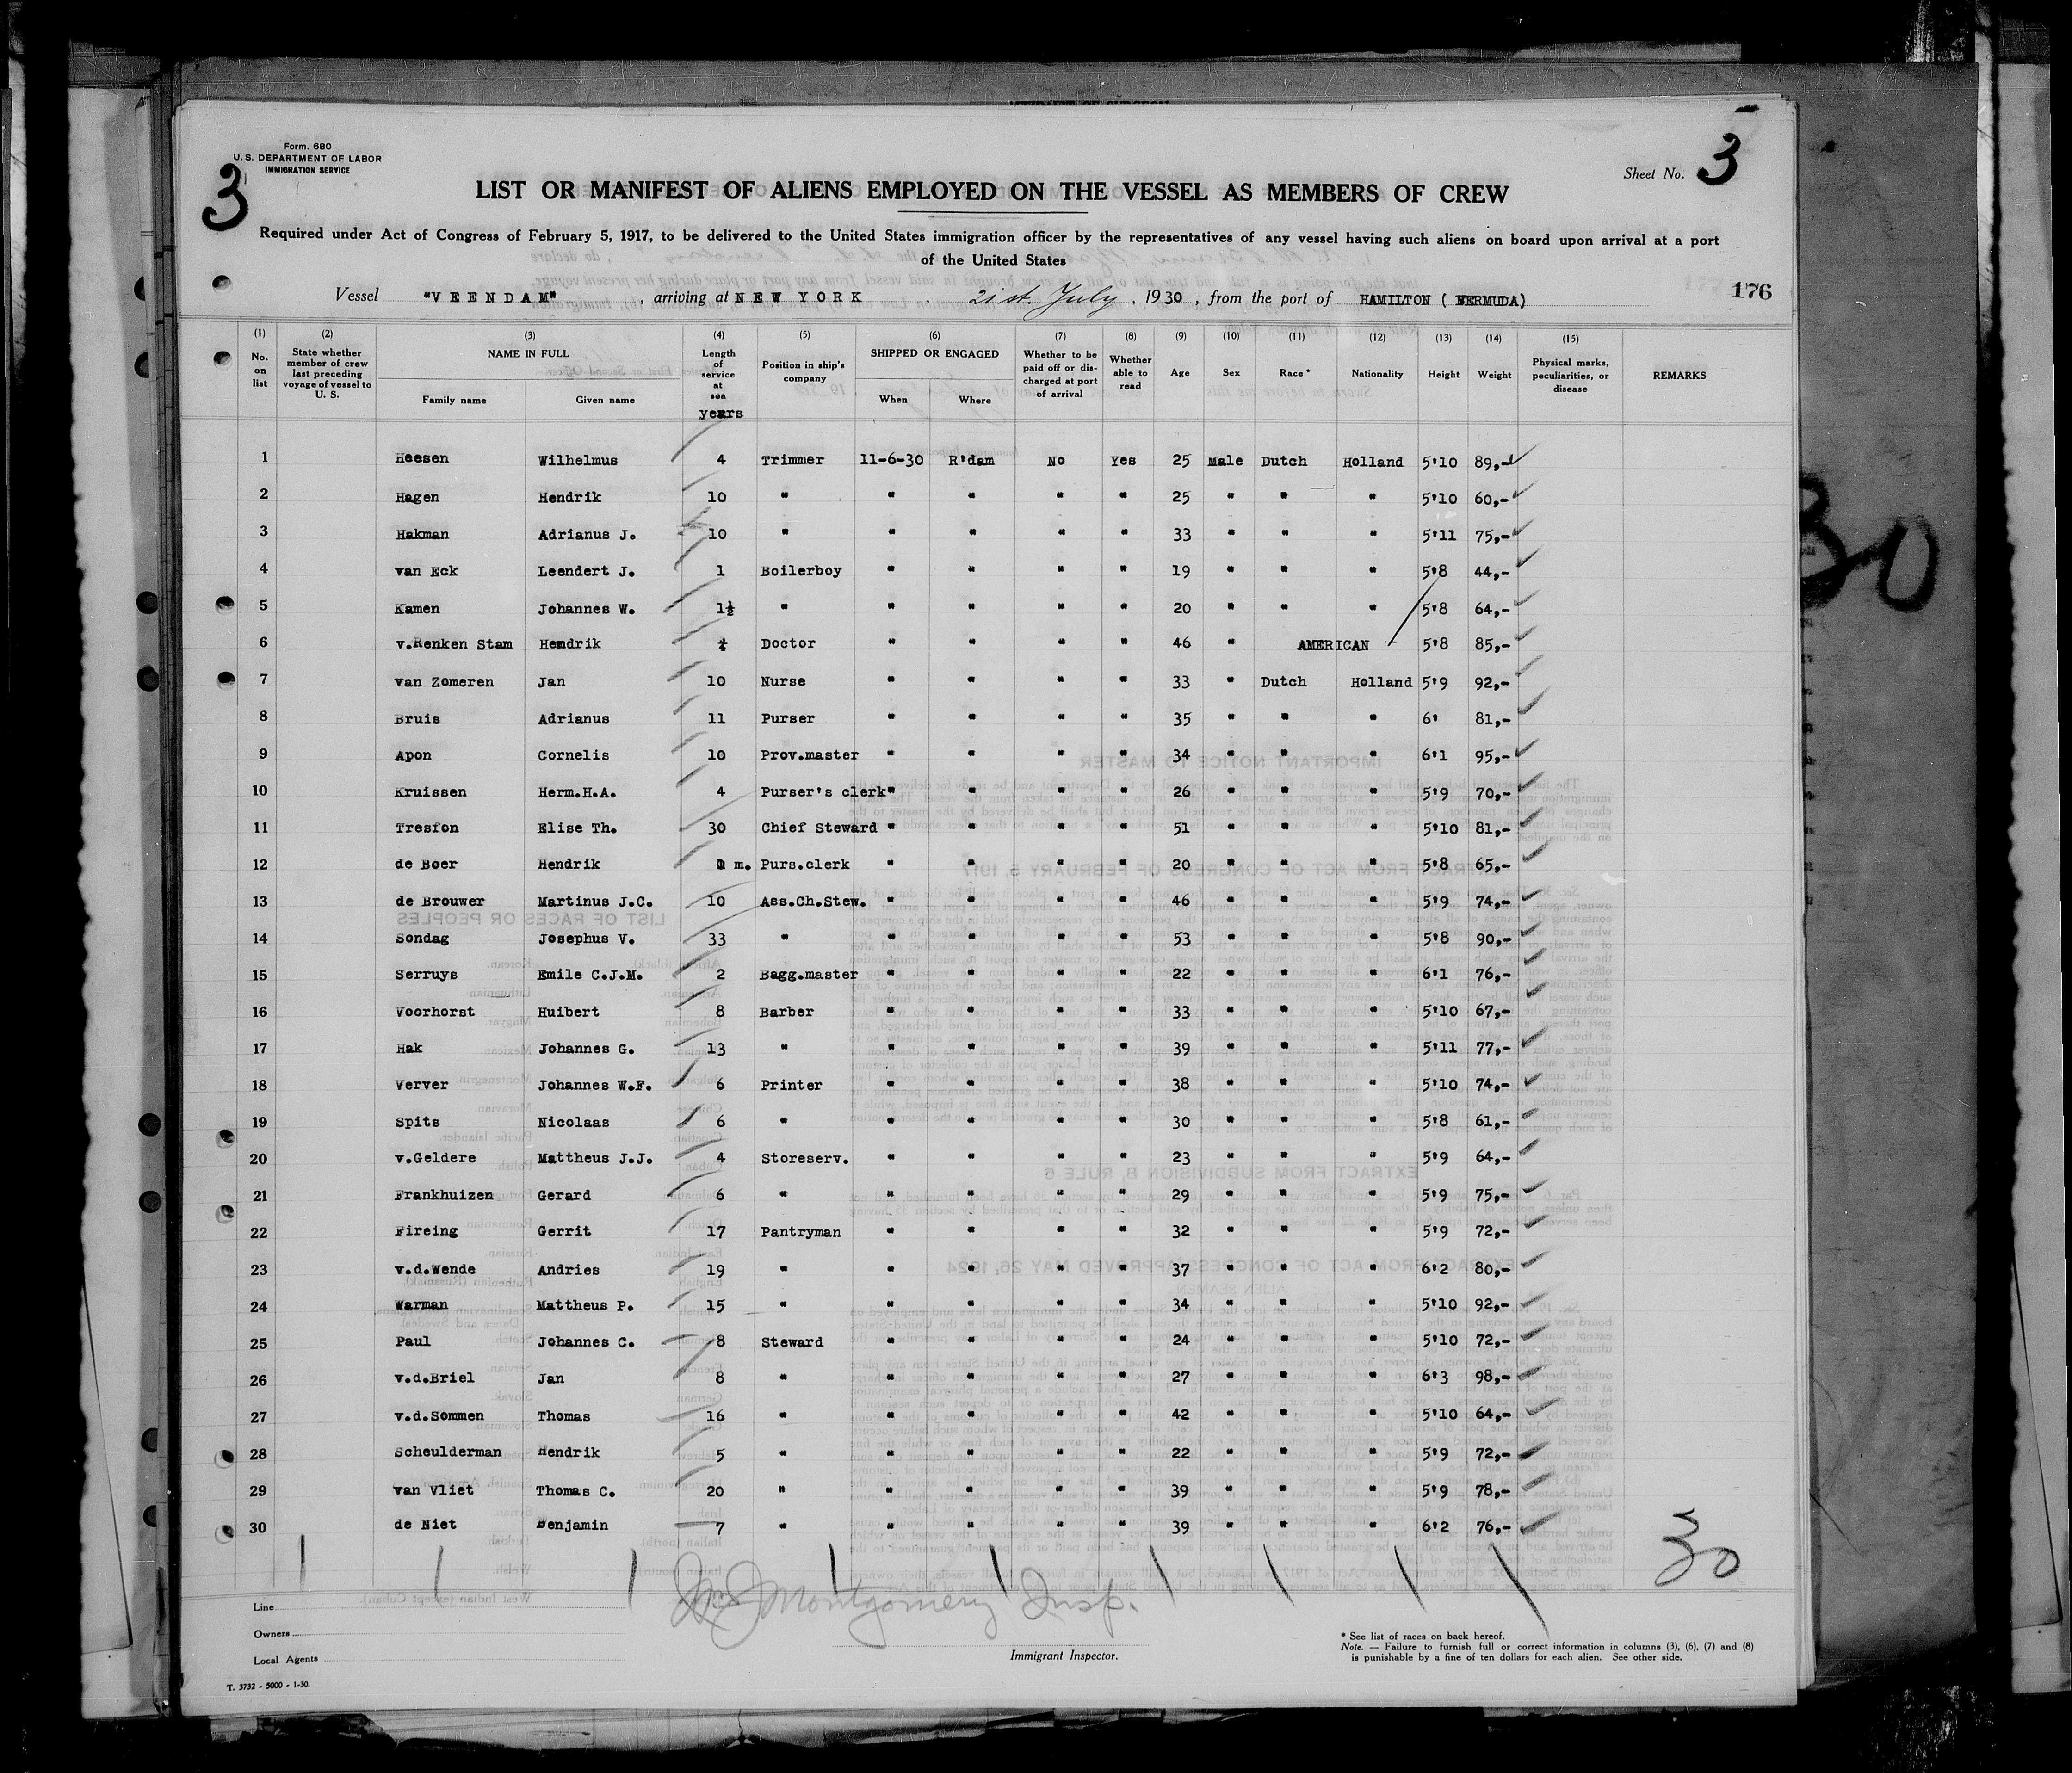 Form. 680
U. S. DEPARTMENT OF LABOR
IMMIGRATION SERVICE
3
Sheet No. 3
LIST OR MANIFEST OF ALIENS EMPLOYED ON THE VESSEL AS MEMBERS OF CREW
Required under Act of Congress of February 5, 1917, to be delivered to the United States immigration officer by the representatives of any vessel having such aliens on board upon arrival at a port
of the United States
Vessel "VEENDAM", arriving at NEW YORK . 21st July, 1930, from the port of HAMILTON ( BERMUDA)
176
(1) (2) (3) (4) (5) (6) (7) (8) (9) (10) (11) (12) (13) (14) (15)
No. on list | State whether member of crew last preceding voyage of vessel to U. S. | NAME IN FULL Family name Given name | Length of service at sea years | Position in ship's company | SHIPPED OR ENGAGED When Where | Whether to be paid off or discharged at port of arrival | Whether able to read | Age | Sex | Race * | Nationality | Height | Weight | Physical marks, peculiarities, or disease | REMARKS
1 Heesen Wilhelmus 4 Trimmer 11-6-30 R'dam No Yes 25 Male Dutch Holland 5'10 89,-
2 Hagen Hendrik 10 " " " " " 25 " " " 5'10 60,-
3 Hakman Adrianus J. 10 " " " " " 33 " " " 5'11 75,-
4 van Eck Leendert J. 1 Boilerboy " " " " 19 " " " 5'8 44,-
5 Kamen Johannes W. 1½ " " " " " 20 " " " 5'8 64,-
6 v.Renken Stam Hendrik Doctor " " " " 46 " AMERICAN 5'8 85,-
7 van Zomeren Jan 10 Nurse " " " " 33 " Dutch Holland 5'9 92,-
8 Bruis Adrianus 11 Purser " " " " 35 " " " 6' 81,-
9 Apon Cornelis 10 Prov.master " " " " 34 " " " 6'1 95,-
10 Kruissen Herm.H.A. 4 Purser's clerk " " " " 26 " " " 5'9 70,-
11 Tresfon Elise Th. 30 Chief Steward " " " " 51 " " " 5'10 81,-
12 de Boer Hendrik m. Purs.clerk " " " " 20 " " " 5'8 65,-
13 de Brouwer Martinus J.C. 10 Ass.Ch.Stew. " " " " 46 " " " 5'9 74,-
14 Sondag Josephus V. 33 " " " " " 53 " " " 5'8 90,-
15 Serruys Emile C.J.M. 2 Bagg.master " " " " 22 " " " 6'1 76,-
16 Voorhorst Huibert 8 Barber " " " " 33 " " " 5'10 67,-
17 Hak Johannes G. 13 " " " " " 39 " " " 5'11 77,-
18 Verver Johannes W.F. 6 Printer " " " " 38 " " " 5'10 74,-
19 Spits Nicolaas 6 " " " " " 30 " " " 5'8 61,-
20 v.Geldere Mattheus J.J. 4 Storeserv. " " " " 23 " " " 5'9 64,-
21 Frankhuizen Gerard 6 " " " " " 29 " " " 5'9 75,-
22 Fireing Gerrit 17 Pantryman " " " " 32 " " " 5'9 72,-
23 v.d.Wende Andries 19 " " " " " 37 " " " 6'2 80,-
24 Warman Mattheus P. 15 " " " " " 34 " " " 5'10 92,-
25 Paul Johannes C. 8 Steward " " " " 24 " " " 5'10 72,-
26 v.d.Briel Jan 8 " " " " " 27 " " " 6'3 98,-
27 v.d.Sommen Thomas 16 " " " " " 42 " " " 5'10 64,-
28 Scheulderman Hendrik 5 " " " " " 22 " " " 5'9 72,-
29 van Vliet Thomas C. 20 " " " " " 39 " " " 5'9 78,-
30 de Niet Benjamin 7 " " " " " 39 " " " 6'2 76,-
30
Line
Owners
Local Agents
Montgomery Insp.
Immigrant Inspector.
* See list of races on back hereof.
Note. — Failure to furnish full or correct information in columns (3), (6), (7) and (8)
is punishable by a fine of ten dollars for each alien. See other side.
T. 3732 - 5000 - 1-30.
30